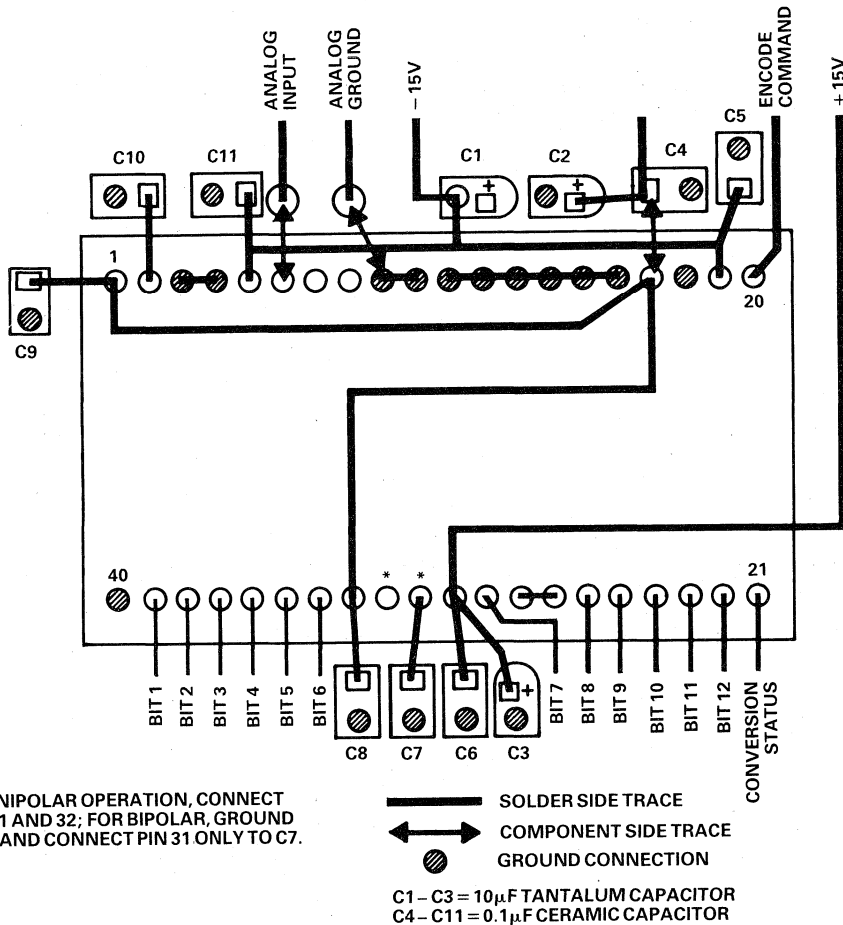 ANALOG
INPUT
ANALOG
GROUND
–15V
ENCODE
COMMAND
+15V
C10
C11
C1
+
C2
+
C4
C5
1
20
C9
40
*
*
21
BIT 1
BIT 2
BIT 3
BIT 4
BIT 5
BIT 6
C8
C7
C6
C3
+
BIT 7
BIT 8
BIT 9
BIT 10
BIT 11
BIT 12
CONVERSION
STATUS
NIPOLAR OPERATION, CONNECT
1 AND 32; FOR BIPOLAR, GROUND
AND CONNECT PIN 31 ONLY TO C7.
SOLDER SIDE TRACE
COMPONENT SIDE TRACE
GROUND CONNECTION
C1–C3 = 10μF TANTALUM CAPACITOR
C4–C11 = 0.1μF CERAMIC CAPACITOR